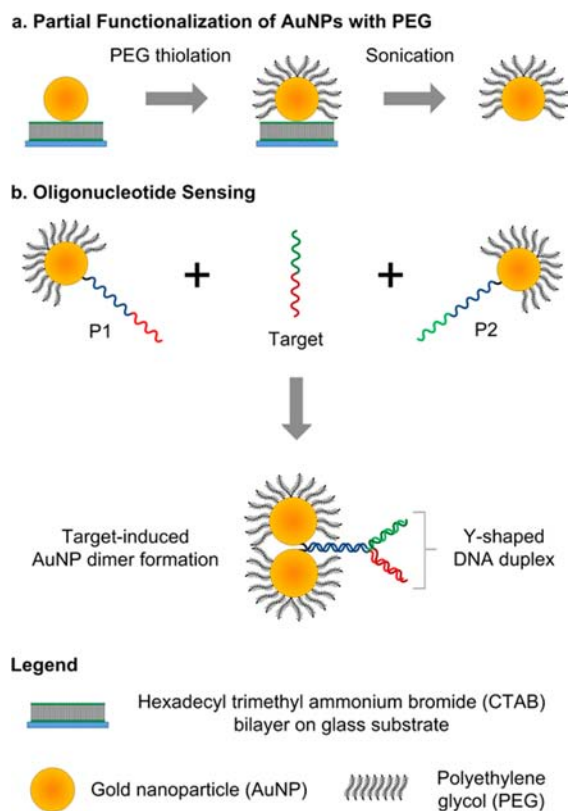 a. Partial Functionalization of AuNPs with PEG
PEG thiolation
Sonication
b. Oligonucleotide Sensing
+
+
P1
Target
P2
Target-induced
AuNP dimer formation
Y-shaped
DNA duplex
Legend
Hexadecyl trimethyl ammonium bromide (CTAB)
bilayer on glass substrate
Gold nanoparticle (AuNP)
Polyethylene
glycol (PEG)